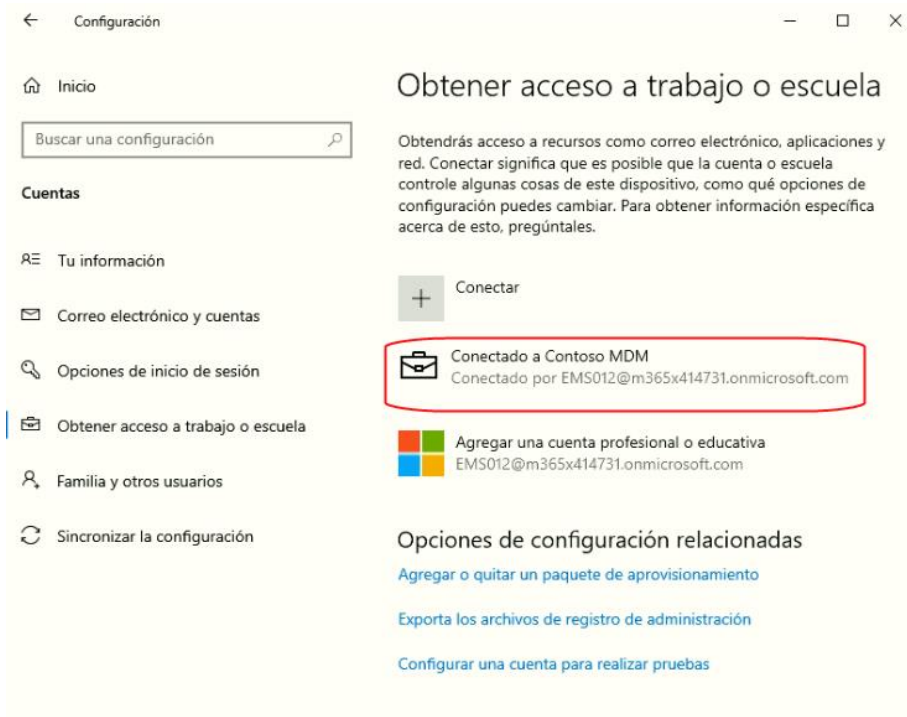 Configuración
Inicio
Buscar una configuración
Cuentas
Tu información
Correo electrónico y cuentas
Opciones de inicio de sesión
Obtener acceso a trabajo o escuela
Familia y otros usuarios
Sincronizar la configuración
Obtener acceso a trabajo o escuela
Obtendrás acceso a recursos como correo electrónico, aplicaciones y
red. Conectar significa que es posible que la cuenta o escuela
controle algunas cosas de este dispositivo, como qué opciones de
configuración puedes cambiar. Para obtener información específica
acerca de esto, pregúntales.
Conectar
Conectado a Contoso MDM
Conectado por EMS012@m365x414731.onmicrosoft.com
Agregar una cuenta profesional o educativa
EMS012@m365x414731.onmicrosoft.com
Opciones de configuración relacionadas
Agregar o quitar un paquete de aprovisionamiento
Exporta los archivos de registro de administración
Configurar una cuenta para realizar pruebas